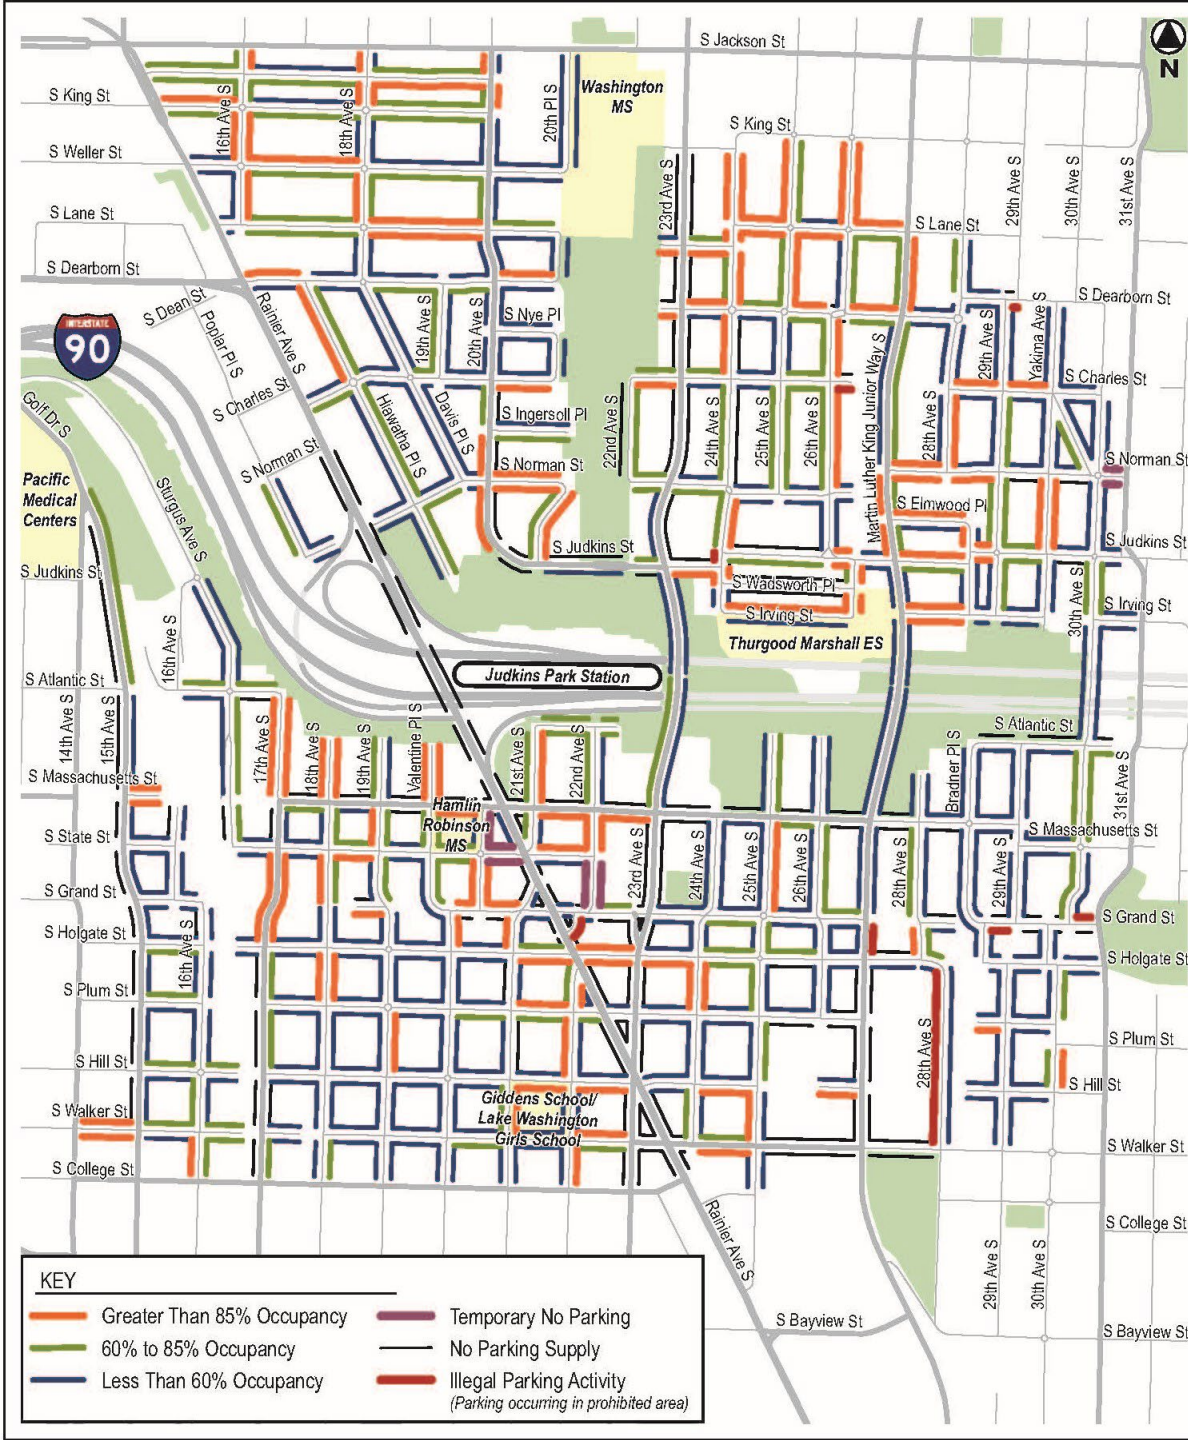 S Jackson St
N
S King St
16th Ave S
18th Ave S
20th Pl S
Washington
MS
S King St
S Weller St
23rd Ave S
29th Ave S
30th Ave S
31st Ave S
S Lane St
S Lane St
S Dearborn St
S Dean St
Poplar Pl S
Rainier Ave S
19th Ave S
20th Ave S
S Nye Pl
S Dearborn St
INTERSTATE
90
Martin Luther King Junior Way S
29th Ave S
Yakima Ave S
S Charles St
S Charles St
Golf Dr S
Hiawatha Pl S
Davis Pl S
S Ingersoll Pl
22nd Ave S
24th Ave S
25th Ave S
26th Ave S
28th Ave S
S Norman St
S Norman St
S Norman St
Pacific
Medical
Centers
Sturgus Ave S
S Elmwood Pl
S Judkins St
S Judkins St
S Judkins St
S Wadsworth Pl
S Irving St
S Irving St
30th Ave S
Thurgood Marshall ES
16th Ave S
Judkins Park Station
S Atlantic St
14th Ave S
15th Ave S
17th Ave S
18th Ave S
19th Ave S
Valentine Pl S
21st Ave S
22nd Ave S
S Atlantic St
Bradner Pl S
31st Ave S
S Massachusetts St
Hamlin
Robinson
MS
S Massachusetts St
S State St
23rd Ave S
24th Ave S
25th Ave S
26th Ave S
28th Ave S
29th Ave S
S Grand St
S Grand St
S Holgate St
16th Ave S
S Holgate St
S Plum St
28th Ave S
S Plum St
S Hill St
S Hill St
Giddens School/
Lake Washington
Girls School
S Walker St
S Walker St
S College St
Rainier Ave S
S College St
29th Ave S
30th Ave S
S Bayview St
S Bayview St
KEY
Greater Than 85% Occupancy
60% to 85% Occupancy
Less Than 60% Occupancy
Temporary No Parking
No Parking Supply
Illegal Parking Activity
(Parking occurring in prohibited area)